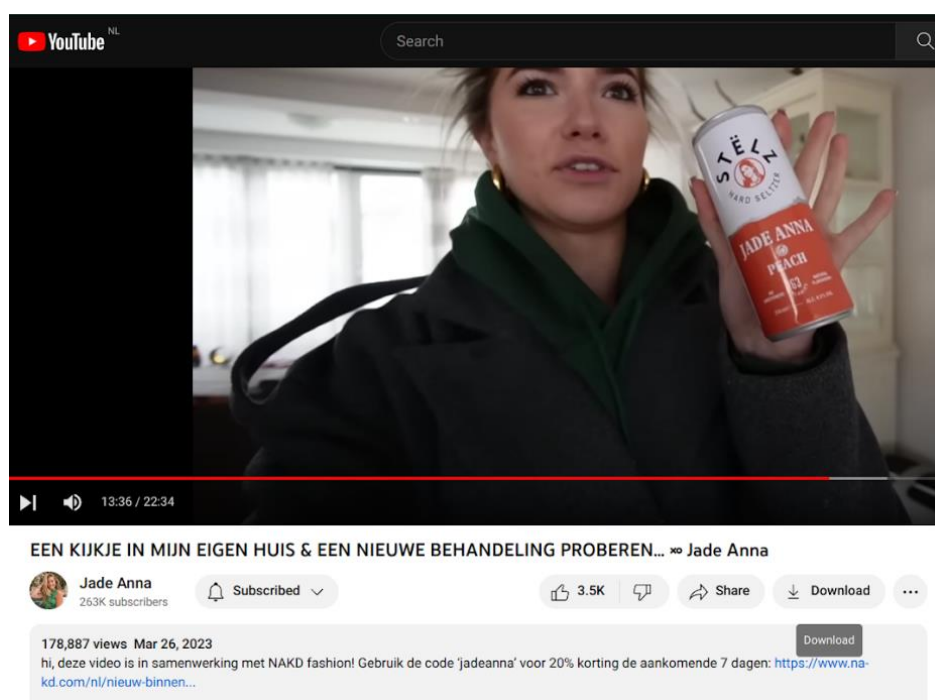 YouTube NL
Search
STËLZ
HARD SELTZER
JADE ANNA
PEACH
63
13:36 / 22:34
EEN KIJKJE IN MIJN EIGEN HUIS & EEN NIEUWE BEHANDELING PROBEREN... ∞ Jade Anna
Jade Anna
263K subscribers
Subscribed
3.5K
Share
Download
...
178,887 views Mar 26, 2023
Download
hi, deze video is in samenwerking met NAKD fashion! Gebruik de code 'jadeanna' voor 20% korting de aankomende 7 dagen: https://www.na-
kd.com/nl/nieuw-binnen...